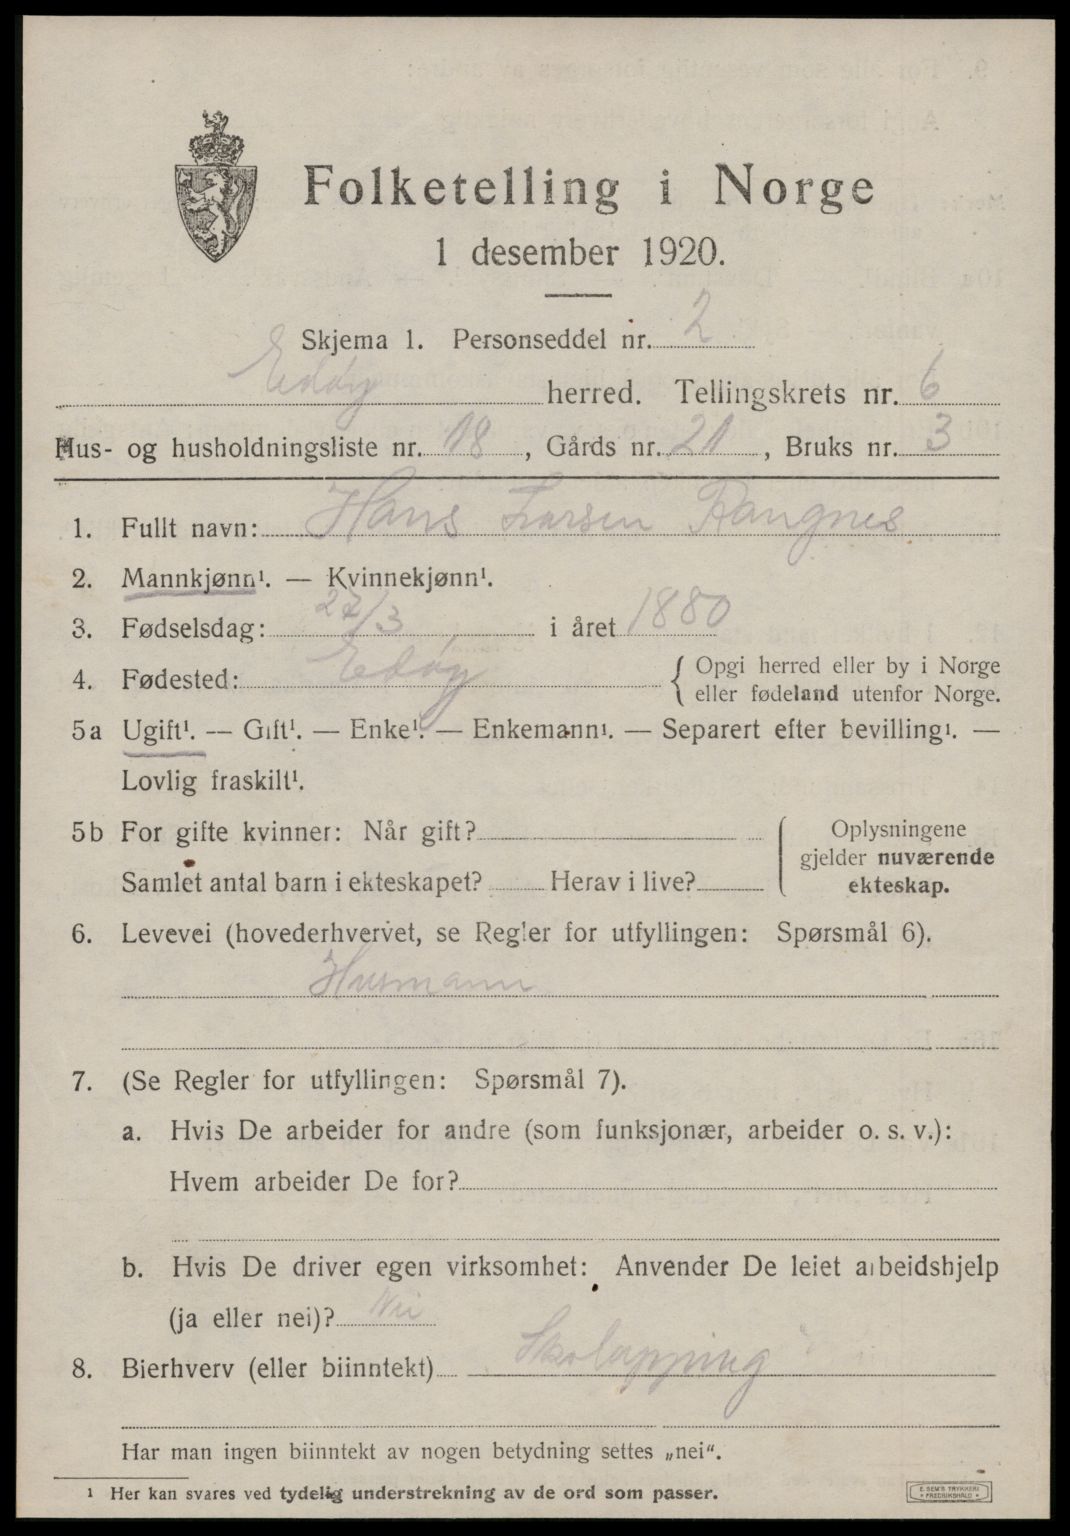 Folketelling i Norge
1 desember 1920.
Skjema 1. Personseddel nr. 2
Edøy herred. Tellingskrets nr. 6
Hus- og husholdningsliste nr. 18, Gårds nr. 21, Bruks nr. 3
1. Fullt navn: Hans Larsen Rangnes
2. Mannkjønn¹. — Kvinnekjønn¹.
3. Fødselsdag: 27/3 i året 1880
4. Fødested: Edøy { Opgi herred eller by i Norge
eller fødeland utenfor Norge.
5a Ugift¹. — Gift¹. — Enke¹. — Enkemann¹. — Separert efter bevilling¹. —
Lovlig fraskilt¹.
5b For gifte kvinner: Når gift?
Samlet antal barn i ekteskapet? Herav i live?
{ Oplysningene
gjelder nuværende
ekteskap.
6. Levevei (hovederhvervet, se Regler for utfyllingen: Spørsmål 6).
Husmann
7. (Se Regler for utfyllingen: Spørsmål 7).
a. Hvis De arbeider for andre (som funksjonær, arbeider o. s. v.):
Hvem arbeider De for?
b. Hvis De driver egen virksomhet: Anvender De leiet arbeidshjelp
(ja eller nei)? Nei
8. Bierhverv (eller biinntekt) Skolapping
Har man ingen biinntekt av nogen betydning settes „nei".
¹ Her kan svares ved tydelig understrekning av de ord som passer.
E. SEM'S TRYKKERI
FREDRIKSHALD